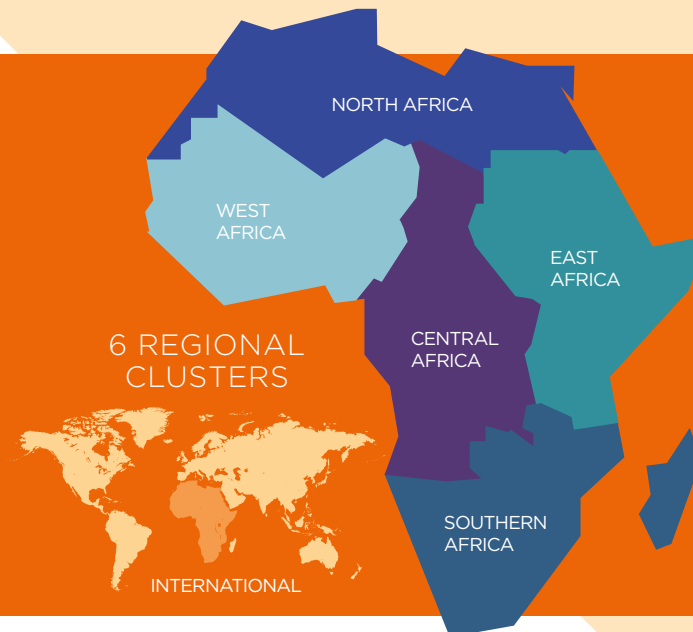 NORTH AFRICA
WEST
AFRICA
EAST
AFRICA
6 REGIONAL
CLUSTERS
CENTRAL
AFRICA
SOUTHERN
AFRICA
INTERNATIONAL